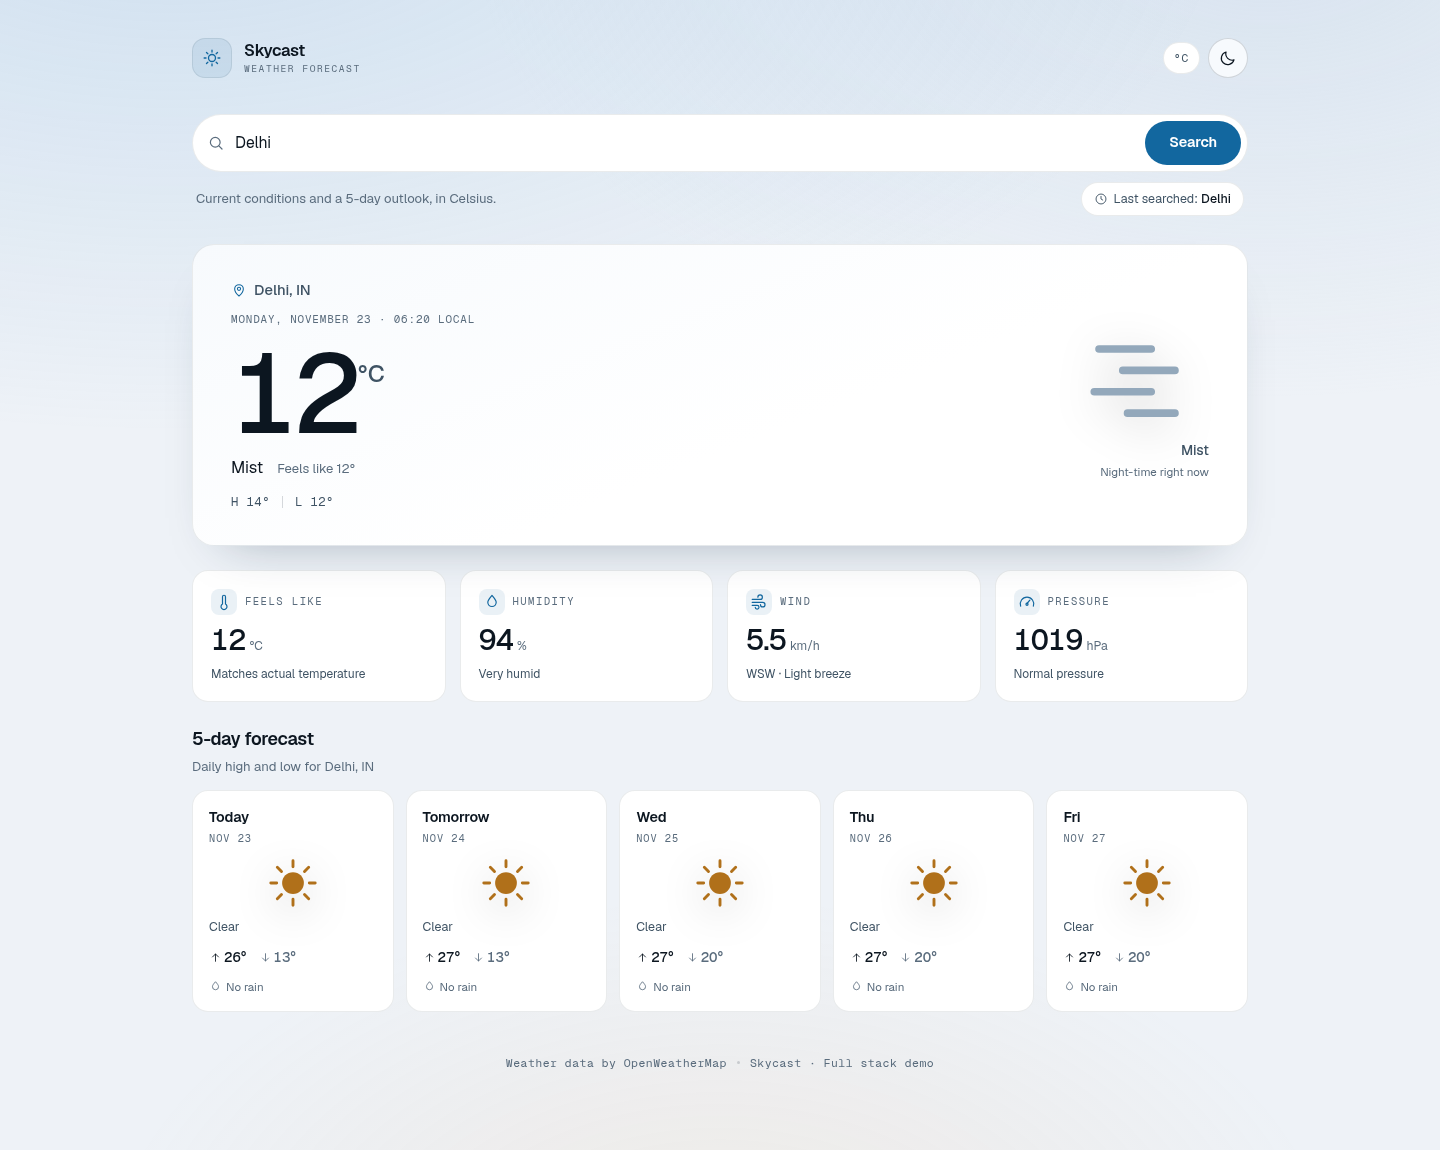 Skycast
WEATHER FORECAST
°C
Delhi
Search
Current conditions and a 5-day outlook, in Celsius.
Last searched: Delhi
Delhi, IN
MONDAY, NOVEMBER 23 · 06:20 LOCAL
12°C
Mist Feels like 12°
H 14° | L 12°
Mist
Night-time right now
FEELS LIKE
12 °C
Matches actual temperature
HUMIDITY
94 %
Very humid
WIND
5.5 km/h
WSW · Light breeze
PRESSURE
1019 hPa
Normal pressure
5-day forecast
Daily high and low for Delhi, IN
Today
NOV 23
Clear
↑ 26° ↓ 13°
No rain
Tomorrow
NOV 24
Clear
↑ 27° ↓ 13°
No rain
Wed
NOV 25
Clear
↑ 27° ↓ 20°
No rain
Thu
NOV 26
Clear
↑ 27° ↓ 20°
No rain
Fri
NOV 27
Clear
↑ 27° ↓ 20°
No rain
Weather data by OpenWeatherMap · Skycast · Full stack demo